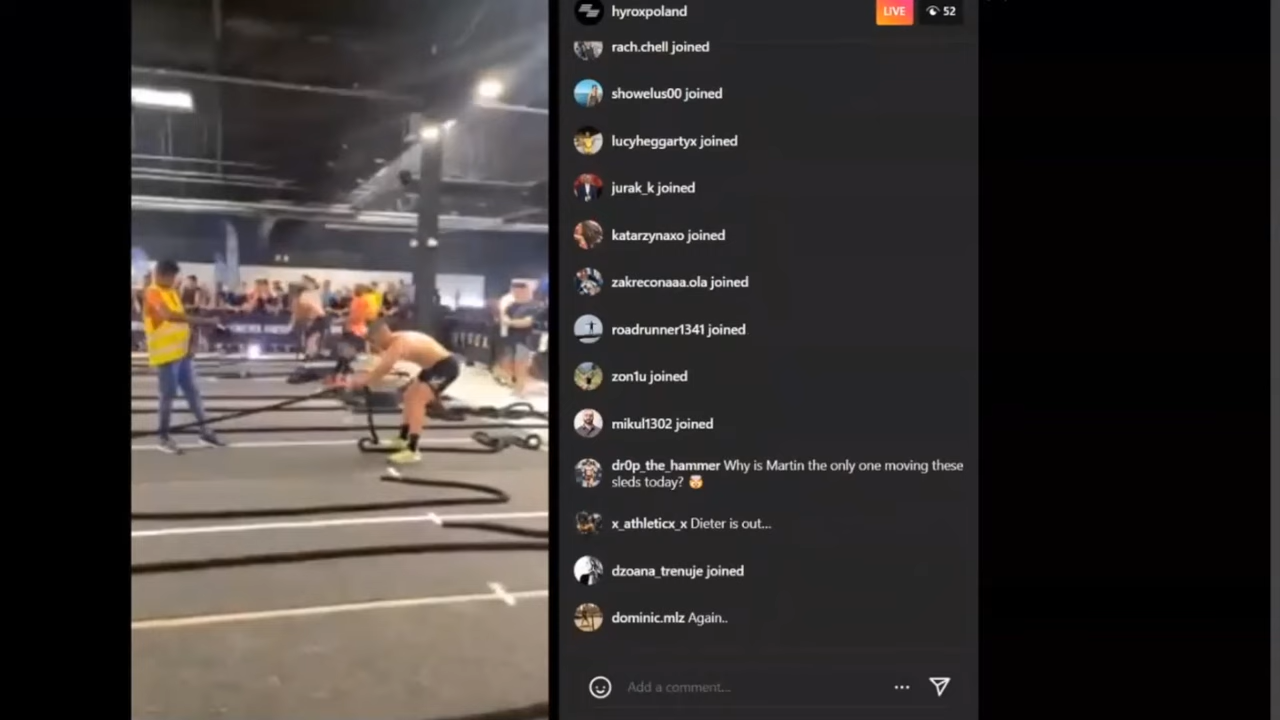 hyroxpoland
LIVE 52
rach.chell joined
showelus00 joined
lucyheggartyx joined
jurak_k joined
katarzynaxo joined
zakreconaaa.ola joined
roadrunner1341 joined
zon1u joined
mikul1302 joined
dr0p_the_hammer Why is Martin the only one moving these
sleds today? 🤯
x_athleticx_x Dieter is out...
dzoana_trenuje joined
dominic.mlz Again..
Add a comment...